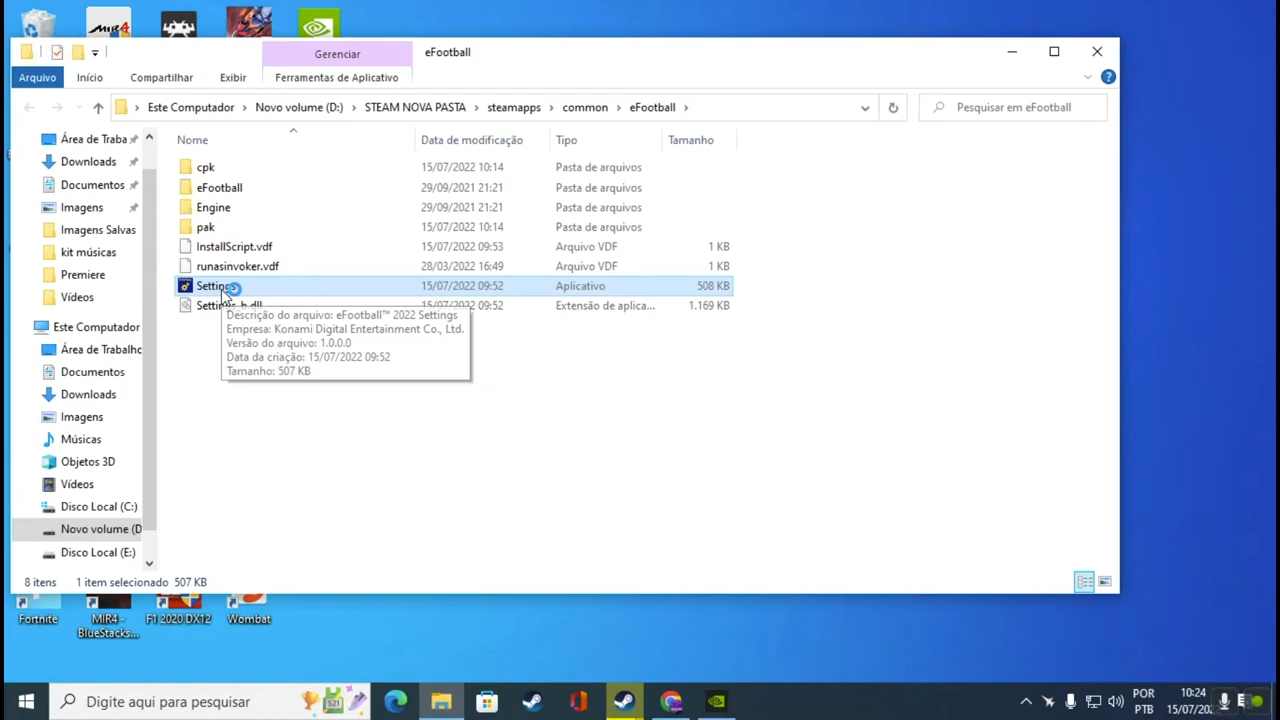 Gerenciar
eFootball
Arquivo
Início
Compartilhar
Exibir
Ferramentas de Aplicativo
Este Computador > Novo volume (D:) > STEAM NOVA PASTA > steamapps > common > eFootball >
Pesquisar em eFootball
Nome
Data de modificação
Tipo
Tamanho
cpk 15/07/2022 10:14 Pasta de arquivos
eFootball 29/09/2021 21:21 Pasta de arquivos
Engine 29/09/2021 21:21 Pasta de arquivos
pak 15/07/2022 10:14 Pasta de arquivos
InstallScript.vdf 15/07/2022 09:53 Arquivo VDF 1 KB
runasinvoker.vdf 28/03/2022 16:49 Arquivo VDF 1 KB
Settings 15/07/2022 09:52 Aplicativo 508 KB
15/07/2022 09:52 Extensão de aplica... 1.169 KB
Descrição do arquivo: eFootball™ 2022 Settings
Empresa: Konami Digital Entertainment Co., Ltd.
Versão do arquivo: 1.0.0.0
Data da criação: 15/07/2022 09:52
Tamanho: 507 KB
Área de Traba
Downloads
Documentos
Imagens
Imagens Salvas
kit músicas
Premiere
Vídeos
Este Computador
Área de Trabalho
Documentos
Downloads
Imagens
Músicas
Objetos 3D
Vídeos
Disco Local (C:)
Novo volume (D
Disco Local (E:)
8 itens
1 item selecionado 507 KB
MIR4
Fortnite
MIR4 -
BlueStacks...
F1 2020 DX12
Wombat
Digite aqui para pesquisar
POR
PTB
10:24
15/07/20